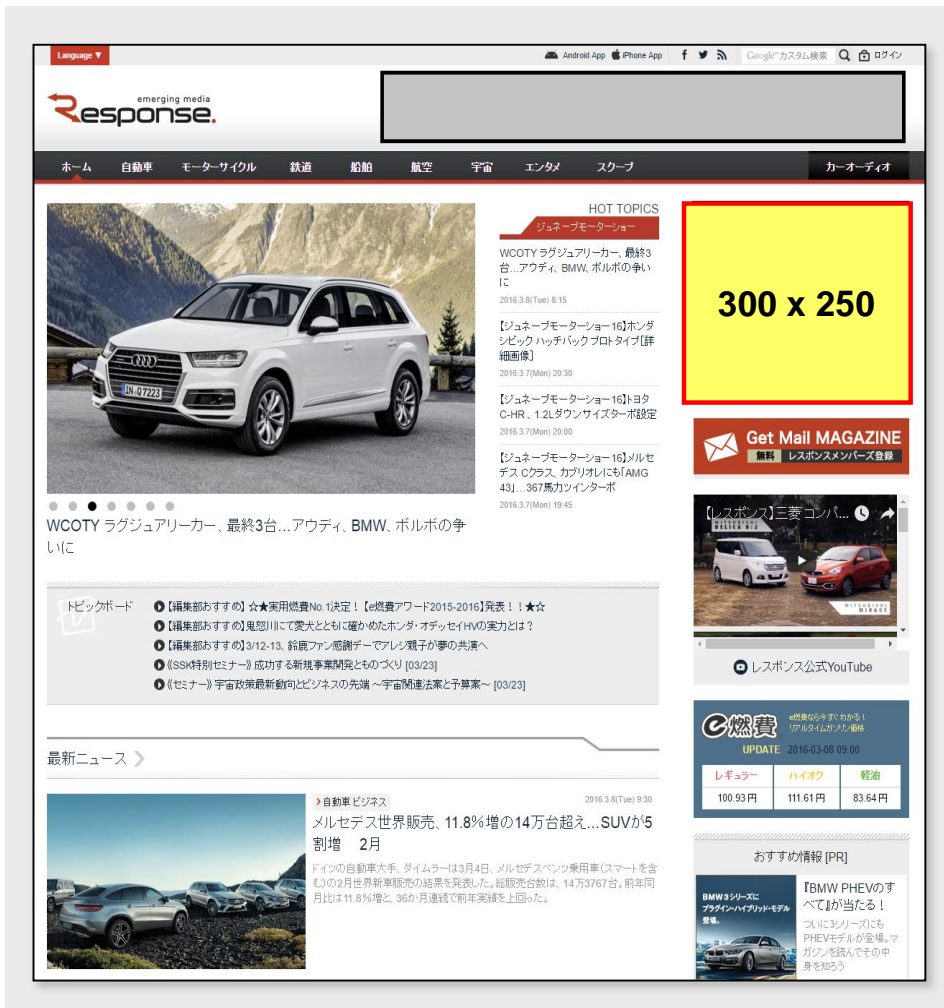 Language ▼
Android App iPhone App
Google カスタム検索
ログイン
emerging media
Response.
ホーム 自動車 モーターサイクル 鉄道 船舶 航空 宇宙 エンタメ スクープ カーオーディオ
IN·Q7223
WCOTY ラグジュアリーカー、最終3台…アウディ、BMW、ボルボの争
いに
HOT TOPICS
ジュネーブモーターショー
WCOTY ラグジュアリーカー、最終3
台…アウディ、BMW、ボルボの争い
に
2016.3.8(Tue) 8:15
【ジュネーブモーターショー16】ホンダ
シビック ハッチバック プロトタイプ[詳
細画像]
2016.3.7(Mon) 20:30
【ジュネーブモーターショー16】トヨタ
C-HR、1.2Lダウンサイズターボ設定
2016.3.7(Mon) 20:00
【ジュネーブモーターショー16】メルセ
デス Cクラス、カブリオレにも「AMG
43」…367馬力ツインターボ
2016.3.7(Mon) 19:45
300 x 250
Get Mail MAGAZINE
無料 レスポンスメンバーズ登録
【レスポンス】三菱 コンパ...
MITSUBISHI
DELICA D:2
MITSUBISHI
MIRAGE
レスポンス公式YouTube
トピックボード
【編集部おすすめ】☆★実用燃費No.1決定！【e燃費アワード2015-2016】発表！！★☆
【編集部おすすめ】鬼怒川にて愛犬とともに確かめたホンダ・オデッセイHVの実力とは？
【編集部おすすめ】3/12-13、鈴鹿ファン感謝デーでアレジ親子が夢の共演へ
《SSK特別セミナー》成功する新規事業開発とものづくり [03/23]
《セミナー》宇宙政策最新動向とビジネスの先端 ～宇宙関連法案と予算案～ [03/23]
e燃費
e燃費なら今すぐわかる！
リアルタイムガソリン価格
UPDATE 2016-03-08 09:00
レギュラー ハイオク 軽油
100.93円 111.61円 83.64円
最新ニュース
自動車 ビジネス
2016.3.8(Tue) 9:30
メルセデス世界販売、11.8%増の14万台超え…SUVが5
割増 2月
ドイツの自動車大手、ダイムラーは3月4日、メルセデスベンツ乗用車(スマートを含
む)の2月世界新車販売の結果を発表した。総販売台数は、14万3767台。前年同
月比は11.8%増と、36か月連続で前年実績を上回った。
おすすめ情報 [PR]
BMW 3シリーズに
プラグイン・ハイブリッド・モデル
登場。
『BMW PHEVのす
べて』が当たる！
ついに3シリーズにも
PHEVモデルが登場。マ
ガジンを読んでその中
身を知ろう